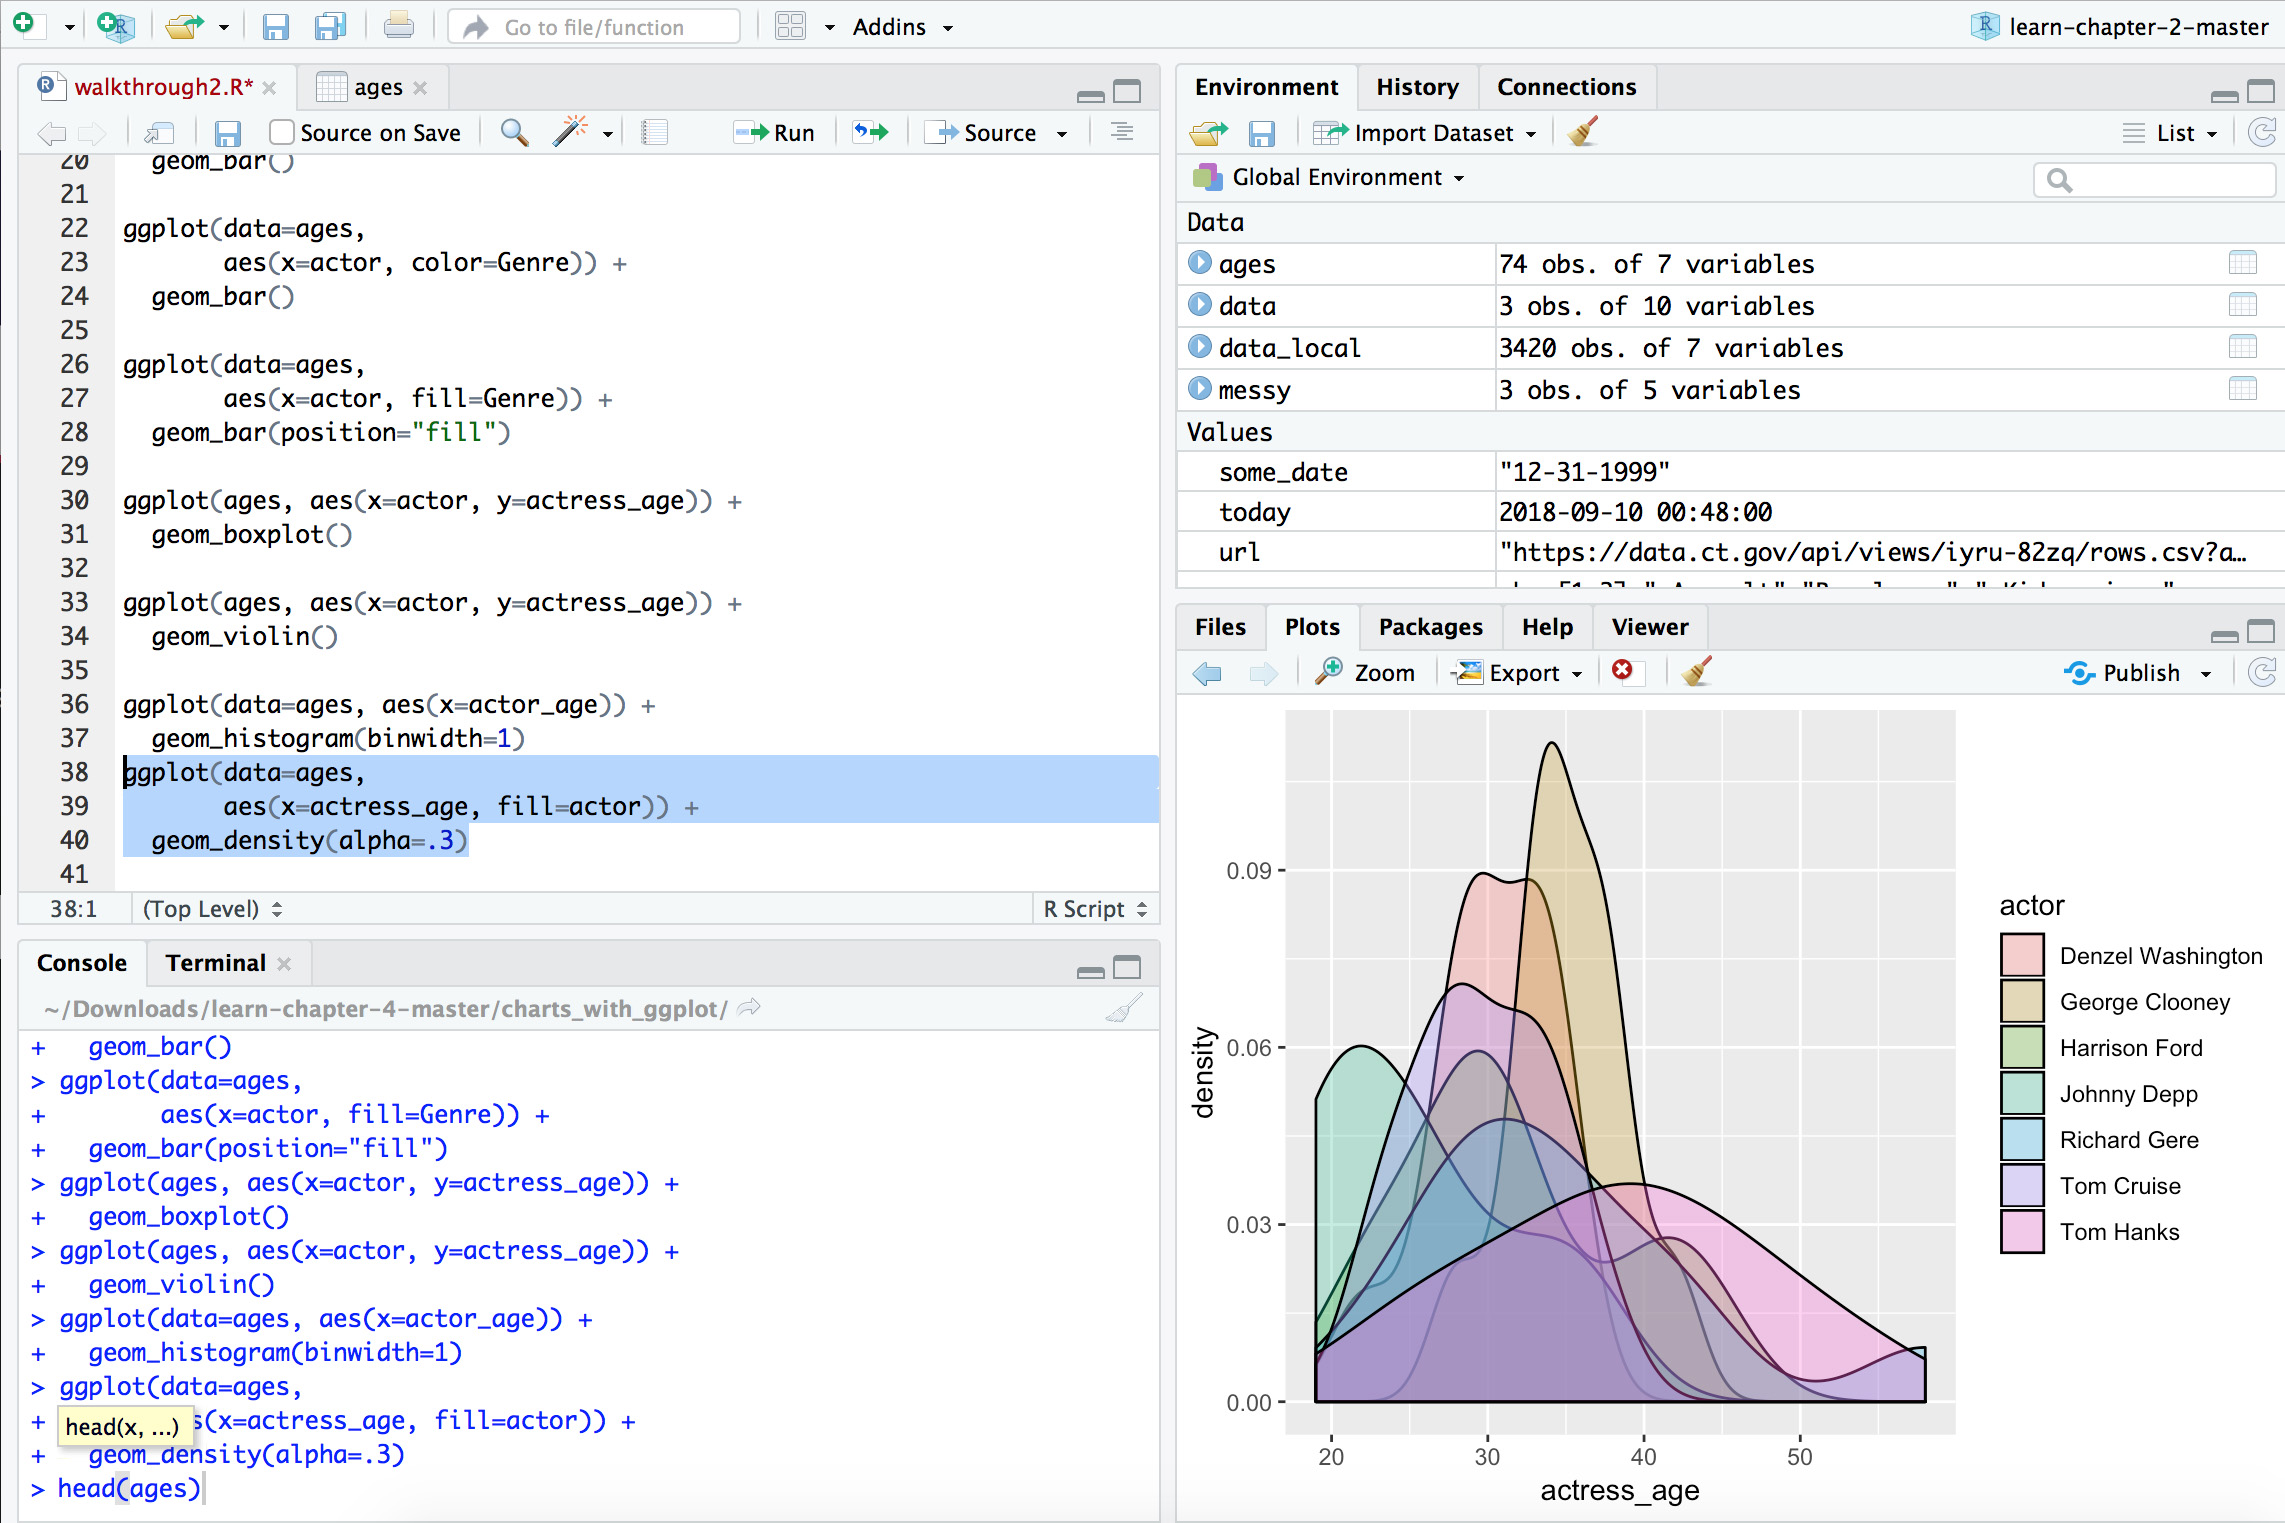 Go to file/function
Addins
learn-chapter-2-master
walkthrough2.R*
ages
Source on Save
Run
Source
20 geom_bar()
21
22 ggplot(data=ages,
23 aes(x=actor, color=Genre)) +
24 geom_bar()
25
26 ggplot(data=ages,
27 aes(x=actor, fill=Genre)) +
28 geom_bar(position="fill")
29
30 ggplot(ages, aes(x=actor, y=actress_age)) +
31 geom_boxplot()
32
33 ggplot(ages, aes(x=actor, y=actress_age)) +
34 geom_violin()
35
36 ggplot(data=ages, aes(x=actor_age)) +
37 geom_histogram(binwidth=1)
38 ggplot(data=ages,
39 aes(x=actress_age, fill=actor)) +
40 geom_density(alpha=.3)
41
38:1 (Top Level) R Script
Console Terminal
~/Downloads/learn-chapter-4-master/charts_with_ggplot/
+ geom_bar()
> ggplot(data=ages,
+ aes(x=actor, fill=Genre)) +
+ geom_bar(position="fill")
> ggplot(ages, aes(x=actor, y=actress_age)) +
+ geom_boxplot()
> ggplot(ages, aes(x=actor, y=actress_age)) +
+ geom_violin()
> ggplot(data=ages, aes(x=actor_age)) +
+ geom_histogram(binwidth=1)
> ggplot(data=ages,
+ s(x=actress_age, fill=actor)) +
head(x, ...)
+ geom_density(alpha=.3)
> head(ages)
Environment History Connections
Import Dataset List
Global Environment
Data
ages 74 obs. of 7 variables
data 3 obs. of 10 variables
data_local 3420 obs. of 7 variables
messy 3 obs. of 5 variables
Values
some_date "12-31-1999"
today 2018-09-10 00:48:00
url "https://data.ct.gov/api/views/iyru-82zq/rows.csv?a…
Files Plots Packages Help Viewer
Zoom Export Publish
0.09
0.06
0.03
0.00
density
20 30 40 50
actress_age
actor
Denzel Washington
George Clooney
Harrison Ford
Johnny Depp
Richard Gere
Tom Cruise
Tom Hanks